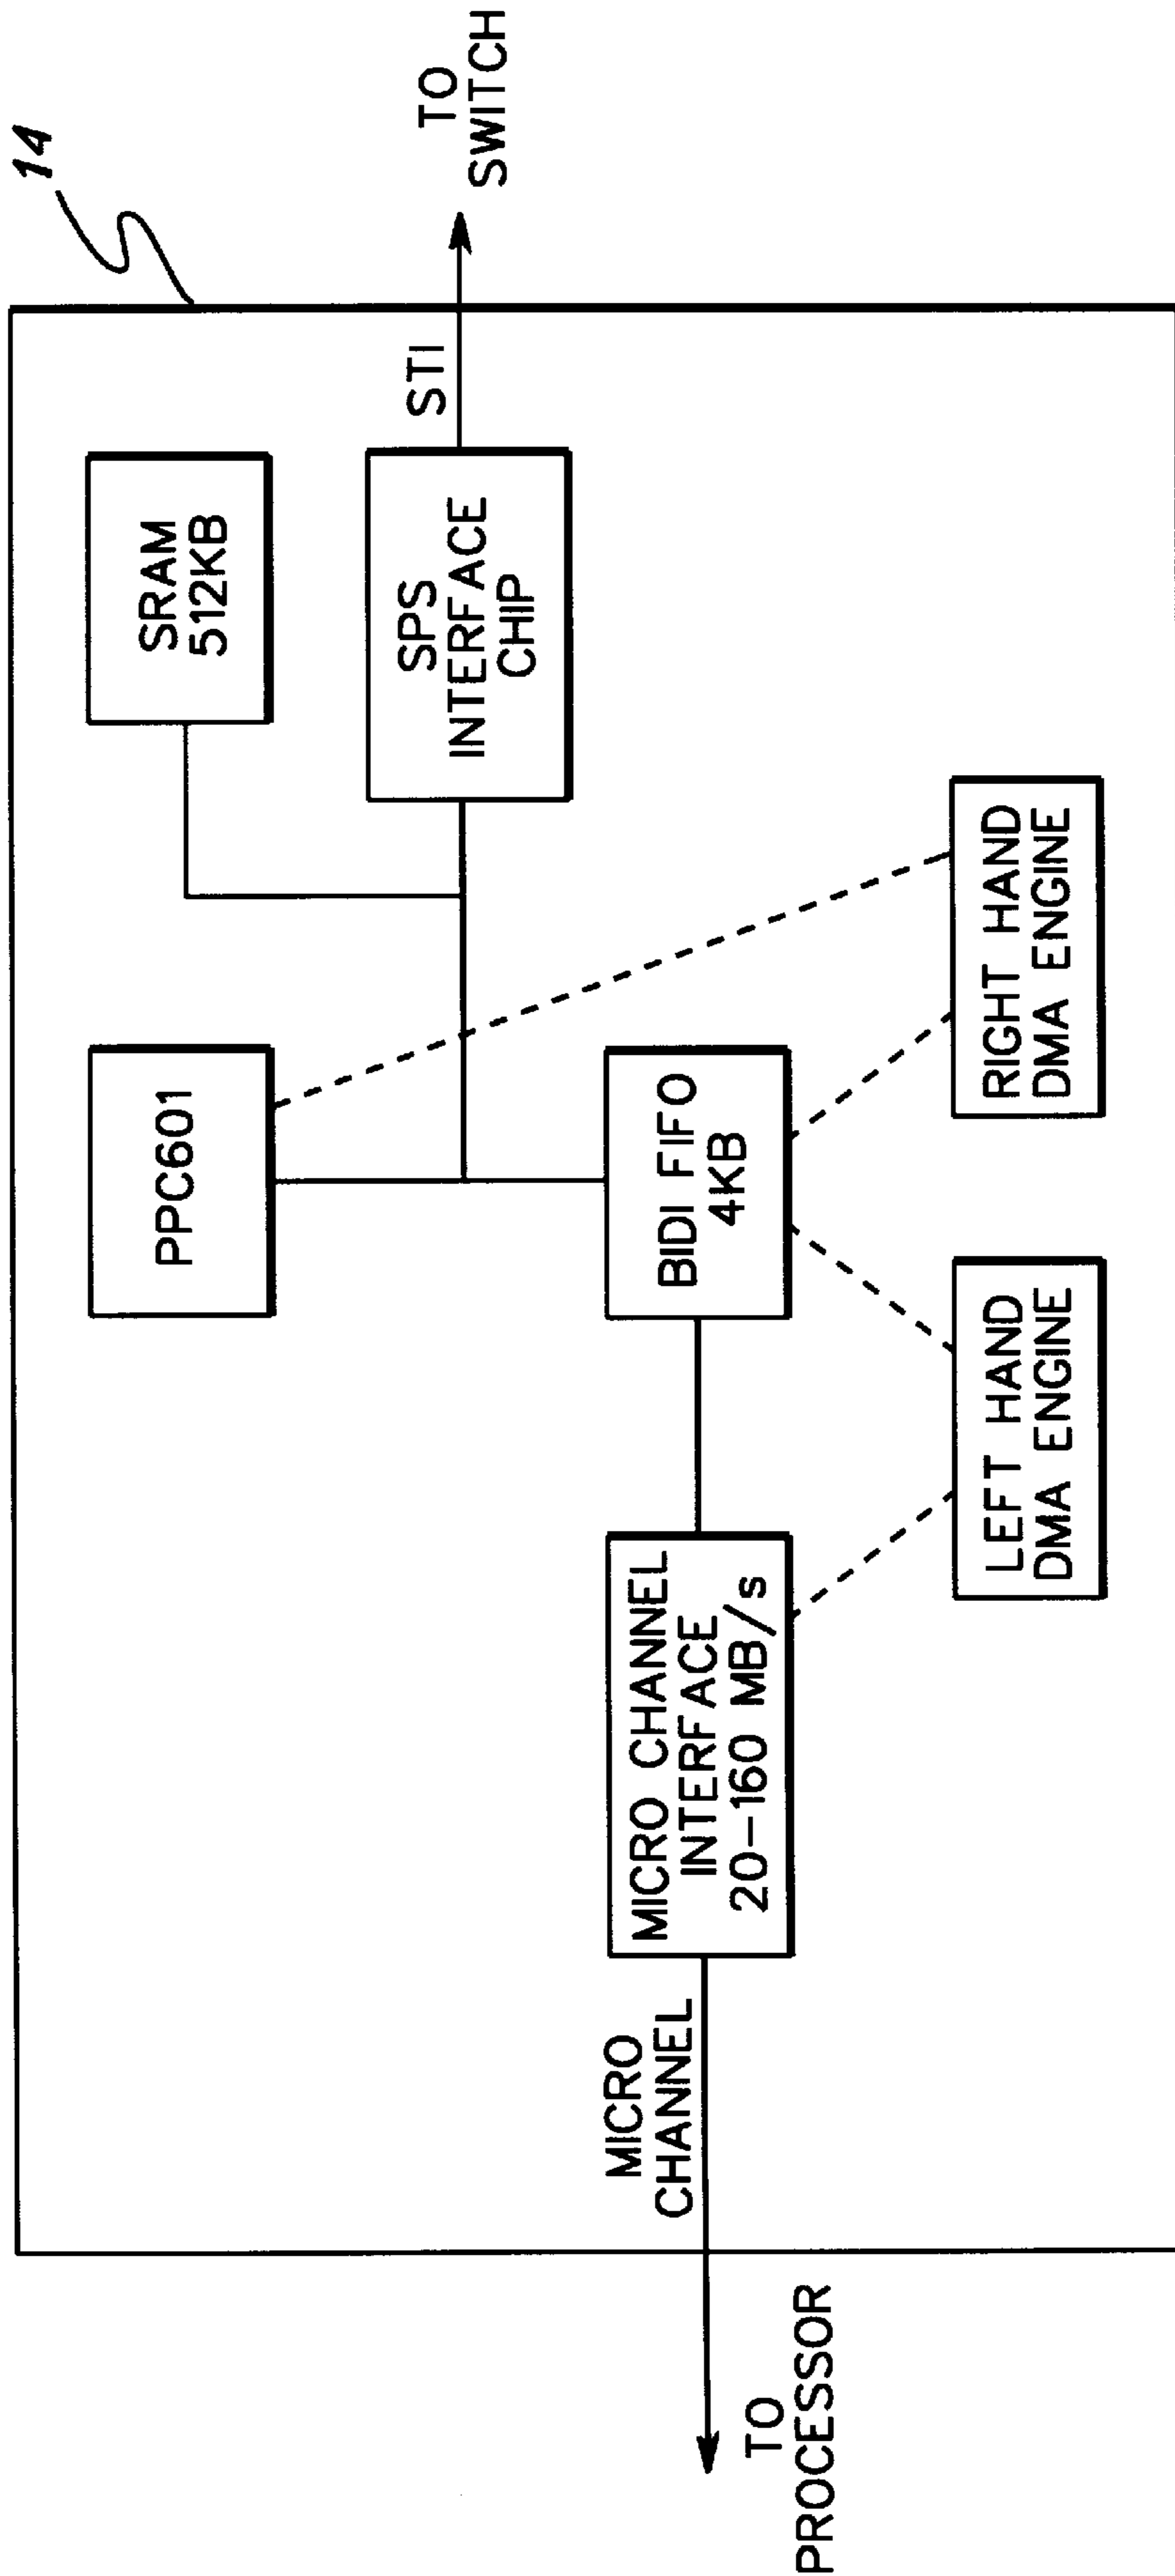 14
PPC601
SRAM
512KB
SPS
INTERFACE
CHIP
STI
TO
SWITCH
MICRO
CHANNEL
TO
PROCESSOR
MICRO CHANNEL
INTERFACE
20-160 MB/s
BIDI FIFO
4KB
LEFT HAND
DMA ENGINE
RIGHT HAND
DMA ENGINE